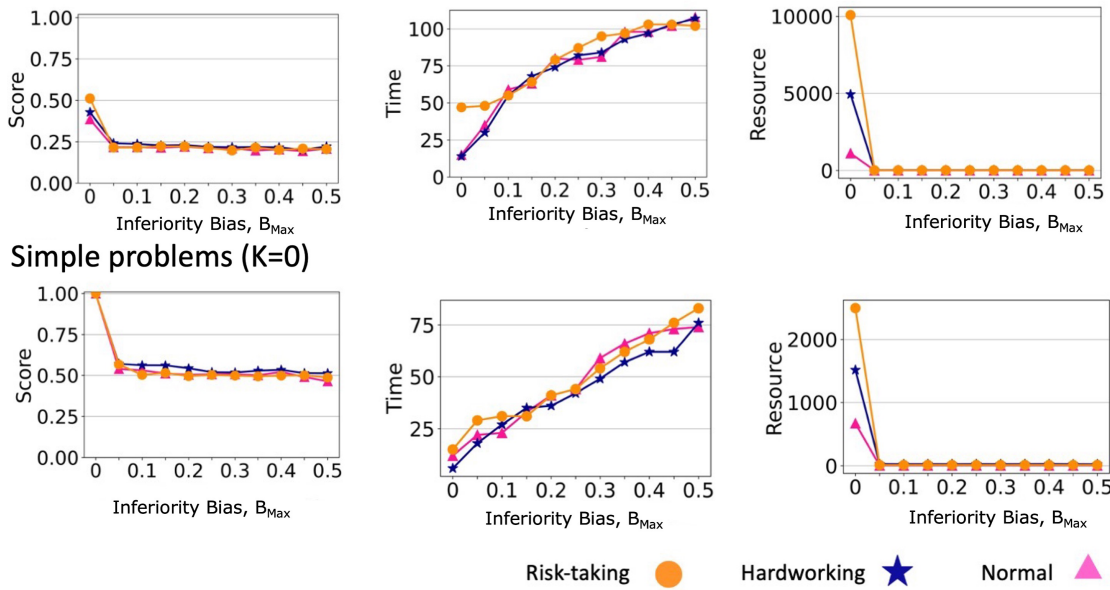 1.00
0.75
0.50
0.25
0.00
Score
0 0.1 0.2 0.3 0.4 0.5
Inferiority Bias, B_Max
100
75
50
25
0
Time
0 0.1 0.2 0.3 0.4 0.5
Inferiority Bias, B_Max
10000
5000
0
Resource
0 0.1 0.2 0.3 0.4 0.5
Inferiority Bias, B_Max
Simple problems (K=0)
1.00
0.75
0.50
0.25
0.00
Score
0 0.1 0.2 0.3 0.4 0.5
Inferiority Bias, B_Max
75
50
25
Time
0 0.1 0.2 0.3 0.4 0.5
Inferiority Bias, B_Max
2000
1000
0
Resource
0 0.1 0.2 0.3 0.4 0.5
Inferiority Bias, B_Max
Risk-taking Hardworking Normal